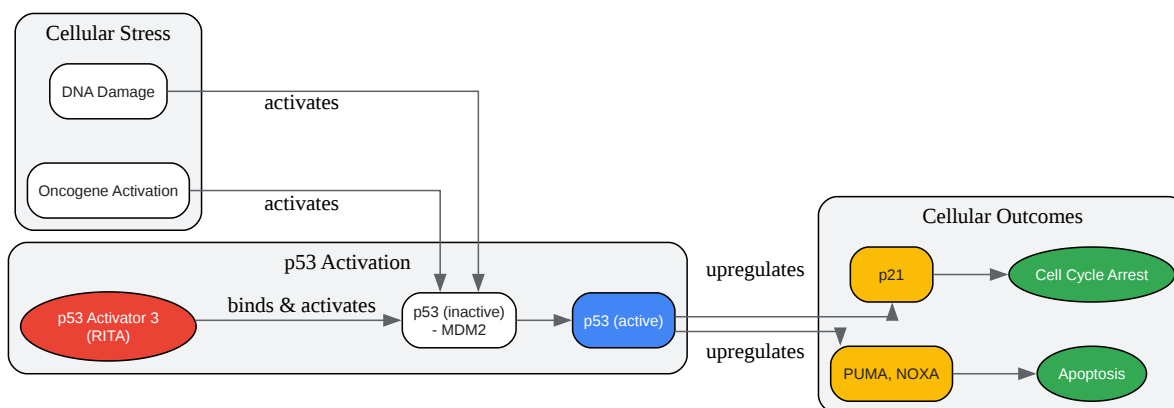 Cellular Stress
DNA Damage
activates
Oncogene Activation
activates
p53 Activation
p53 Activator 3
(RITA)
binds & activates
p53 (inactive)
- MDM2
p53 (active)
upregulates
upregulates
Cellular Outcomes
p21
Cell Cycle Arrest
PUMA, NOXA
Apoptosis